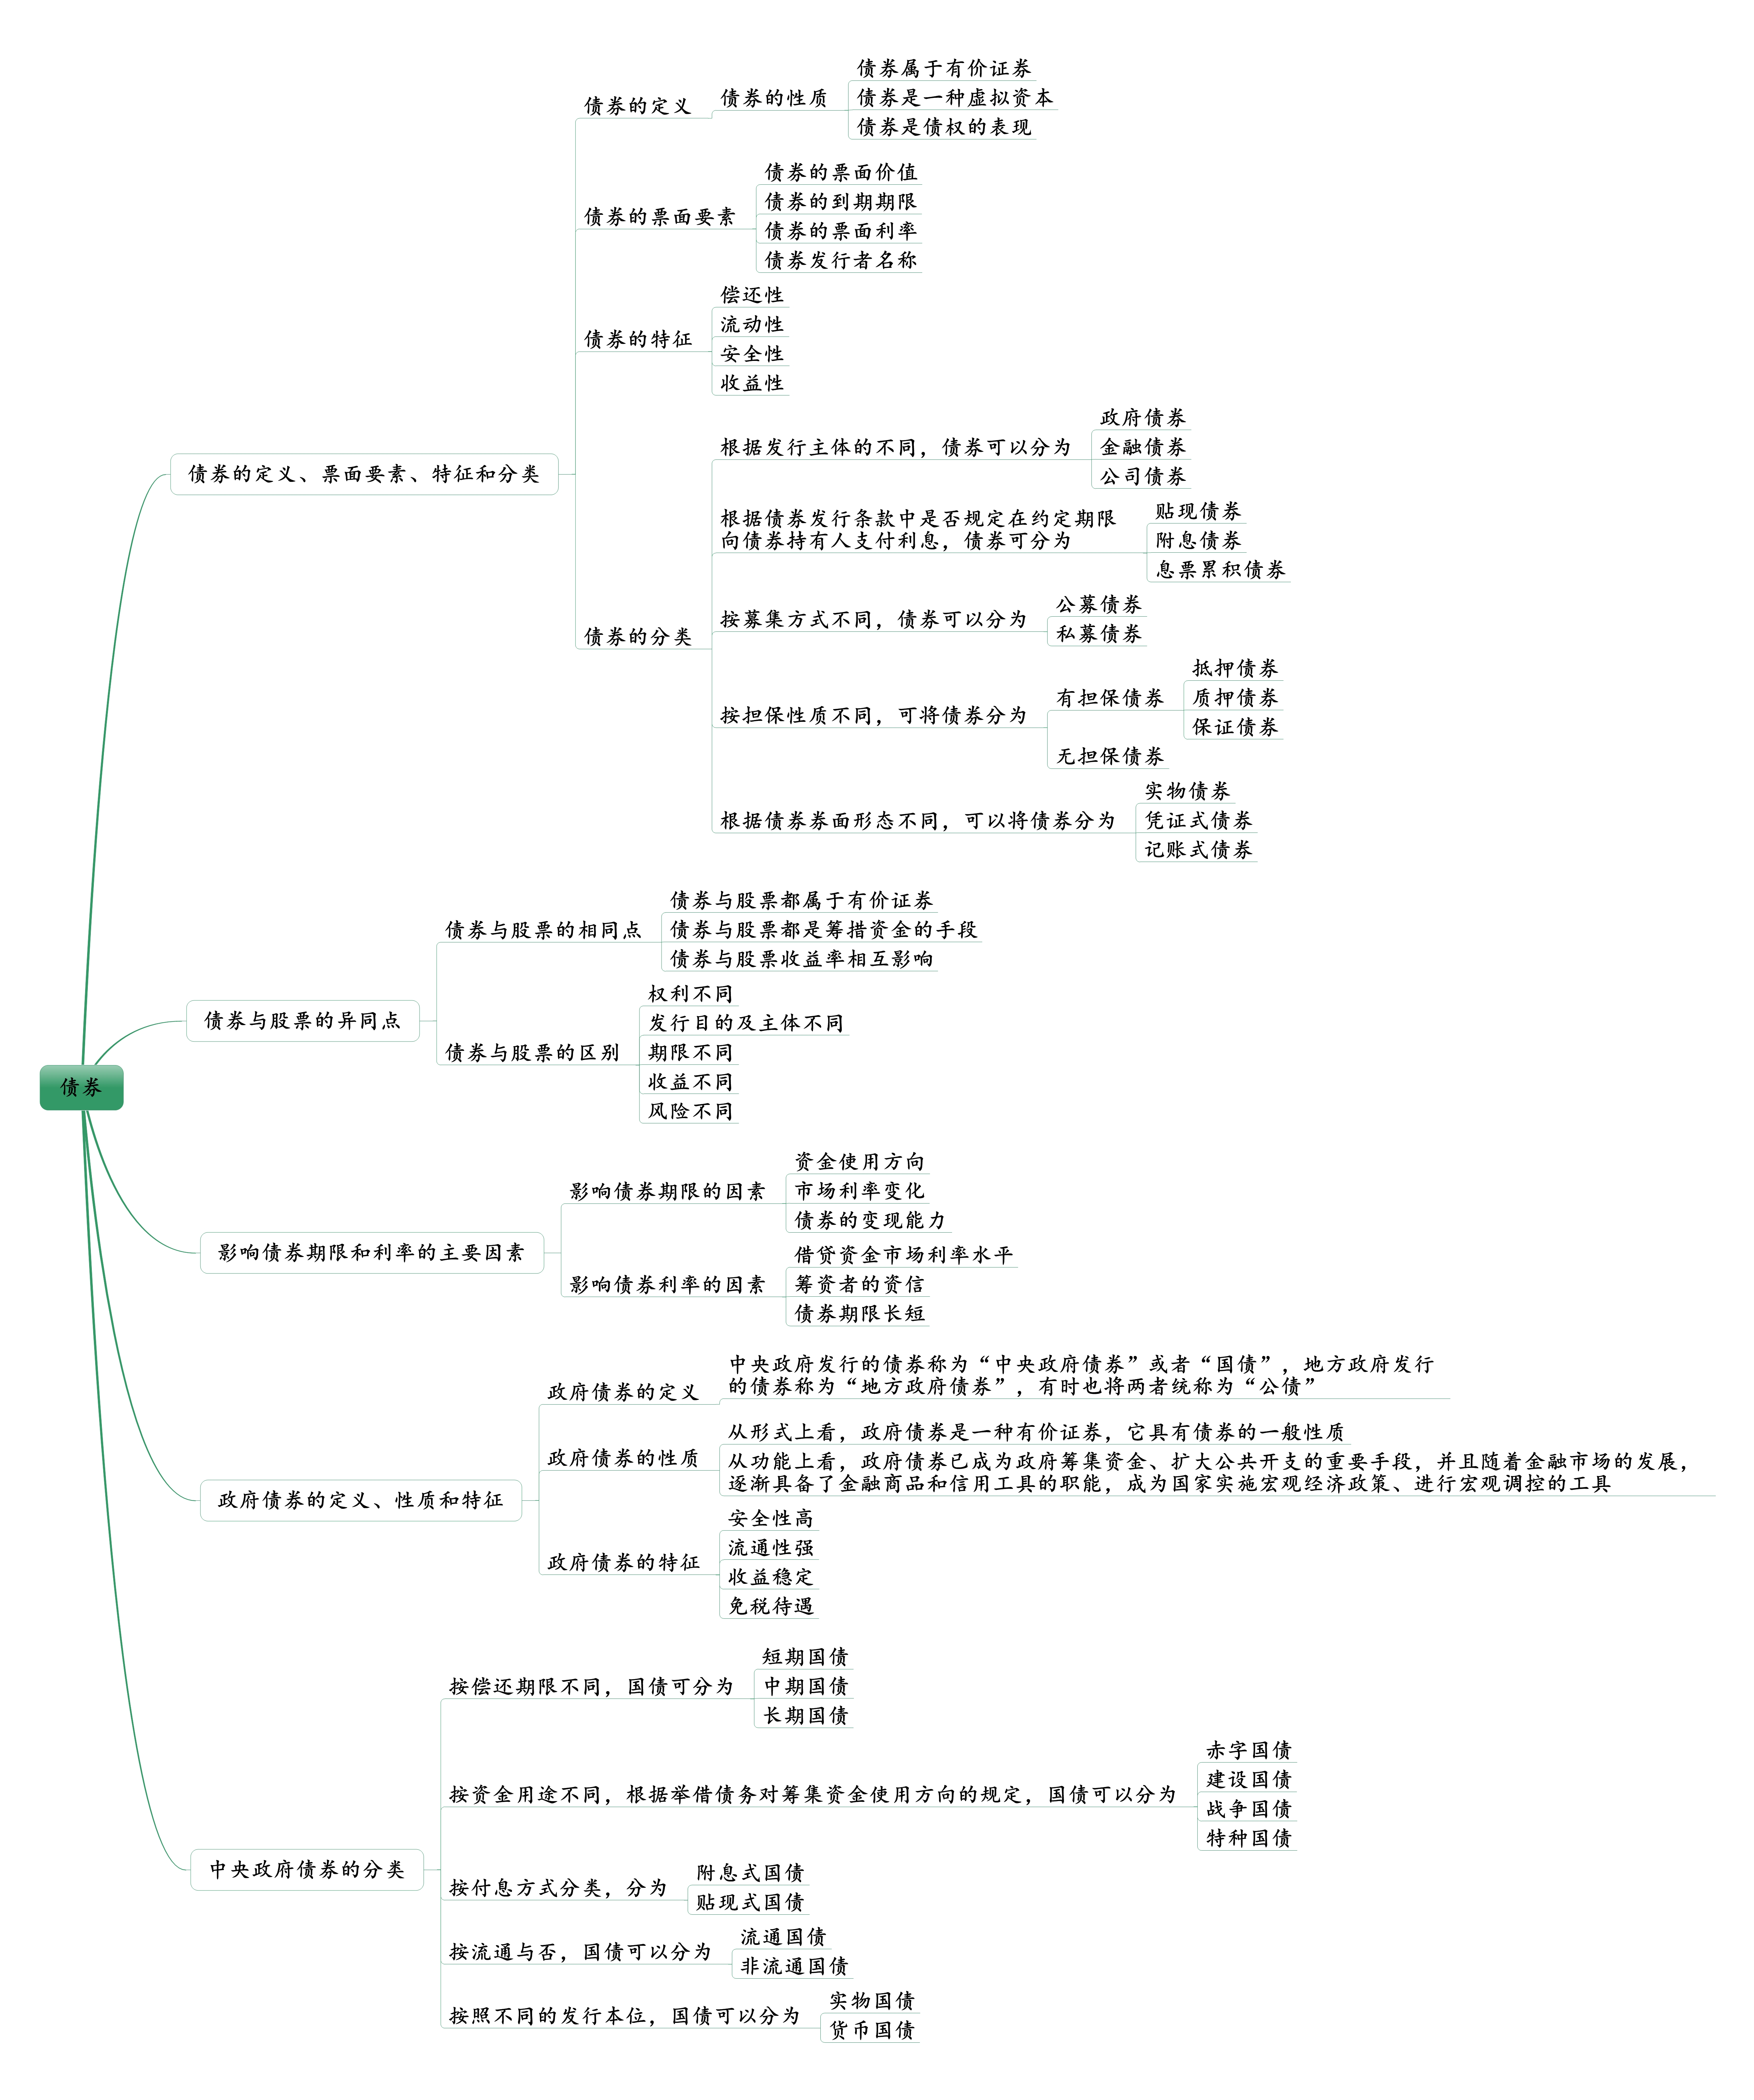 债券
债券的定义、票面要素、特征和分类
债券的定义
债券的性质
债券属于有价证券
债券是一种虚拟资本
债券是债权的表现
债券的票面要素
债券的票面价值
债券的到期期限
债券的票面利率
债券发行者名称
债券的特征
偿还性
流动性
安全性
收益性
债券的分类
根据发行主体的不同，债券可以分为
政府债券
金融债券
公司债券
根据债券发行条款中是否规定在约定期限
向债券持有人支付利息，债券可分为
贴现债券
附息债券
息票累积债券
按募集方式不同，债券可以分为
公募债券
私募债券
按担保性质不同，可将债券分为
有担保债券
抵押债券
质押债券
保证债券
无担保债券
根据债券券面形态不同，可以将债券分为
实物债券
凭证式债券
记账式债券
债券与股票的异同点
债券与股票的相同点
债券与股票都属于有价证券
债券与股票都是筹措资金的手段
债券与股票收益率相互影响
债券与股票的区别
权利不同
发行目的及主体不同
期限不同
收益不同
风险不同
影响债券期限和利率的主要因素
影响债券期限的因素
资金使用方向
市场利率变化
债券的变现能力
影响债券利率的因素
借贷资金市场利率水平
筹资者的资信
债券期限长短
政府债券的定义、性质和特征
政府债券的定义
中央政府发行的债券称为“中央政府债券”或者“国债”，地方政府发行
的债券称为“地方政府债券”，有时也将两者统称为“公债”
政府债券的性质
从形式上看，政府债券是一种有价证券，它具有债券的一般性质
从功能上看，政府债券已成为政府筹集资金、扩大公共开支的重要手段，并且随着金融市场的发展，
逐渐具备了金融商品和信用工具的职能，成为国家实施宏观经济政策、进行宏观调控的工具
政府债券的特征
安全性高
流通性强
收益稳定
免税待遇
中央政府债券的分类
按偿还期限不同，国债可分为
短期国债
中期国债
长期国债
按资金用途不同，根据举借债务对筹集资金使用方向的规定，国债可以分为
赤字国债
建设国债
战争国债
特种国债
按付息方式分类，分为
附息式国债
贴现式国债
按流通与否，国债可以分为
流通国债
非流通国债
按照不同的发行本位，国债可以分为
实物国债
货币国债